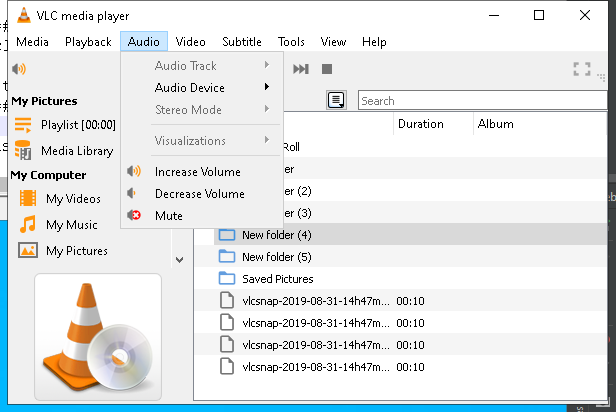 VLC media player
Media Playback Audio Video Subtitle Tools View Help
Audio Track
Audio Device
Stereo Mode
Visualizations
Increase Volume
Decrease Volume
Mute
My Pictures
Playlist [00:00]
Media Library
My Computer
My Videos
My Music
My Pictures
Search
Duration Album
Roll
(2)
(3)
New folder (4)
New folder (5)
Saved Pictures
vlcsnap-2019-08-31-14h47m... 00:10
vlcsnap-2019-08-31-14h47m... 00:10
vlcsnap-2019-08-31-14h47m... 00:10
vlcsnap-2019-08-31-14h47m... 00:10